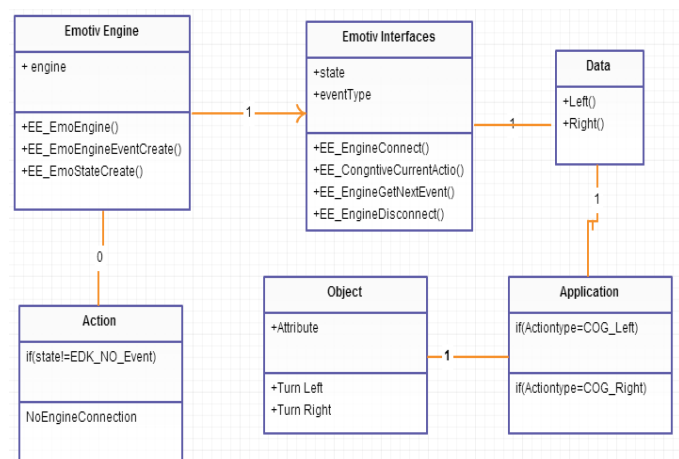 Emotiv Engine
+ engine
+EE_EmoEngine()
+EE_EmoEngineEventCreate()
+EE_EmoStateCreate()
1
Emotiv Interfaces
+state
+eventType
+EE_EngineConnect()
+EE_CongntiveCurrentActio()
+EE_EngineGetNextEvent()
+EE_EngineDisconnect()
1
Data
+Left()
+Right()
1
0
Action
if(state!=EDK_NO_Event)
NoEngineConnection
Object
+Attribute
+Turn Left
+Turn Right
1
Application
if(Actiontype=COG_Left)
if(Actiontype=COG_Right)